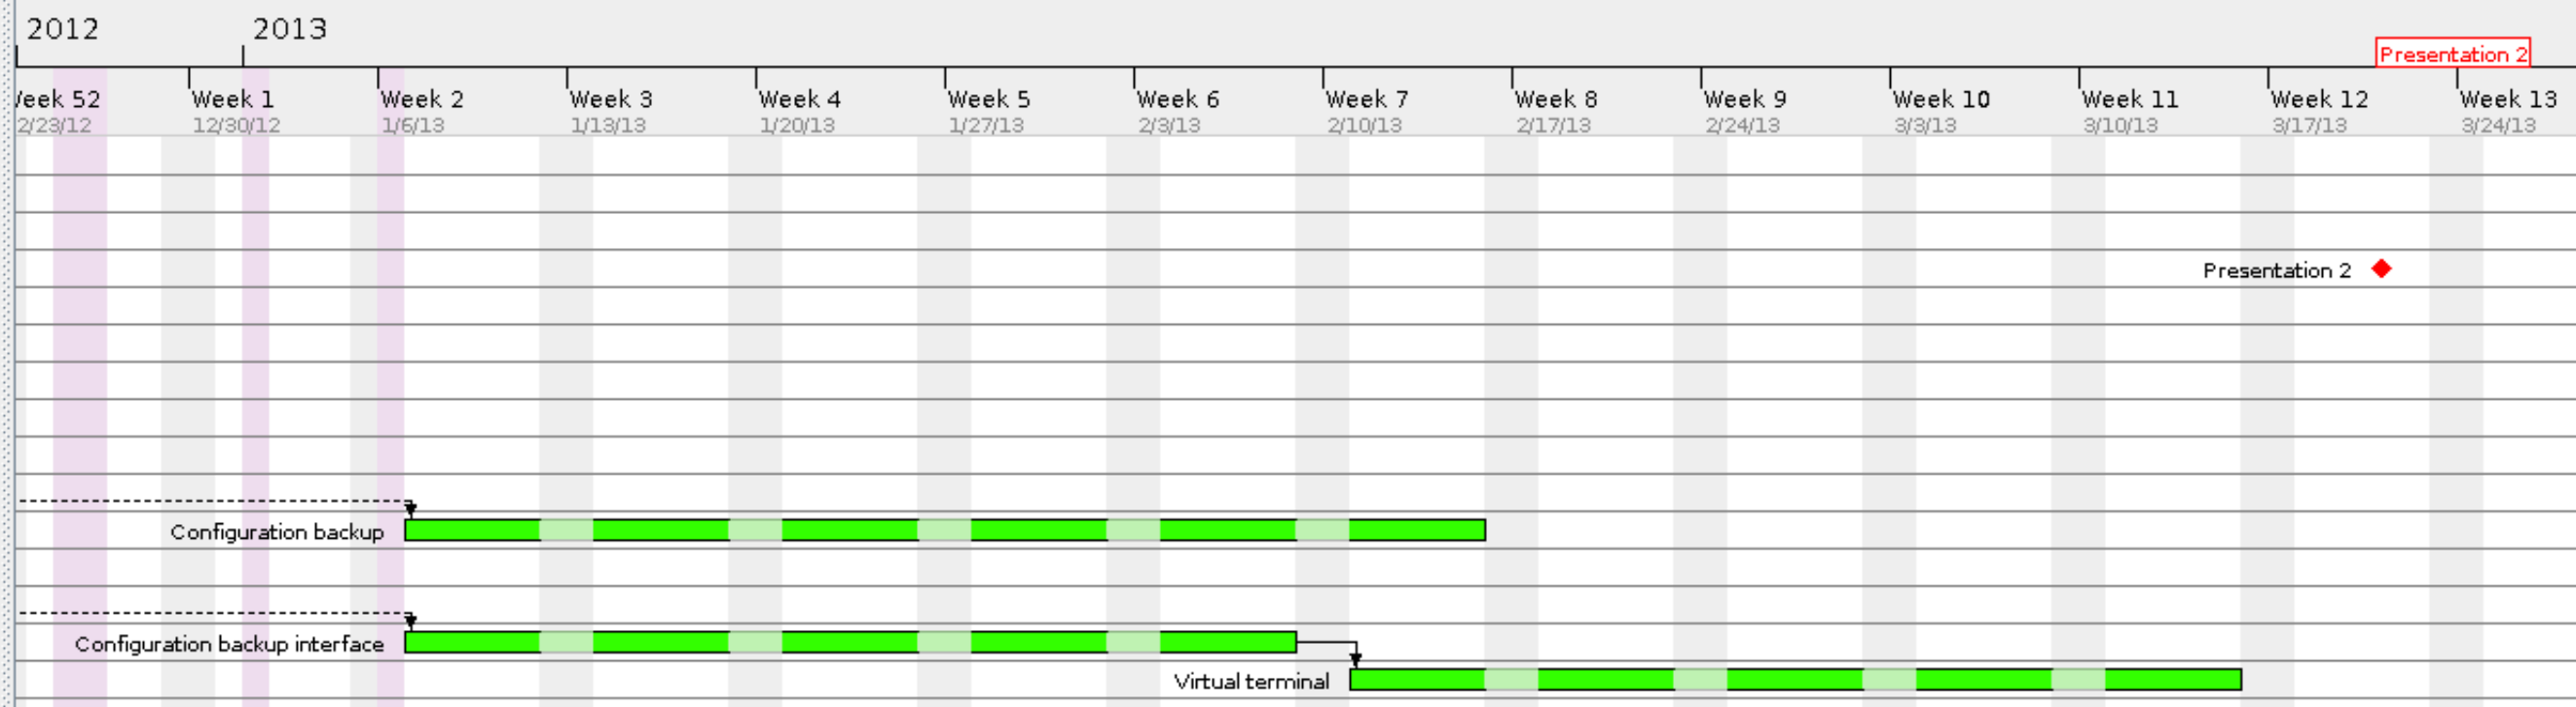 2012 2013
Presentation 2
Week 52 Week 1 Week 2 Week 3 Week 4 Week 5 Week 6 Week 7 Week 8 Week 9 Week 10 Week 11 Week 12 Week 13
2/23/12 12/30/12 1/6/13 1/13/13 1/20/13 1/27/13 2/3/13 2/10/13 2/17/13 2/24/13 3/3/13 3/10/13 3/17/13 3/24/13
Presentation 2
Configuration backup
Configuration backup interface
Virtual terminal